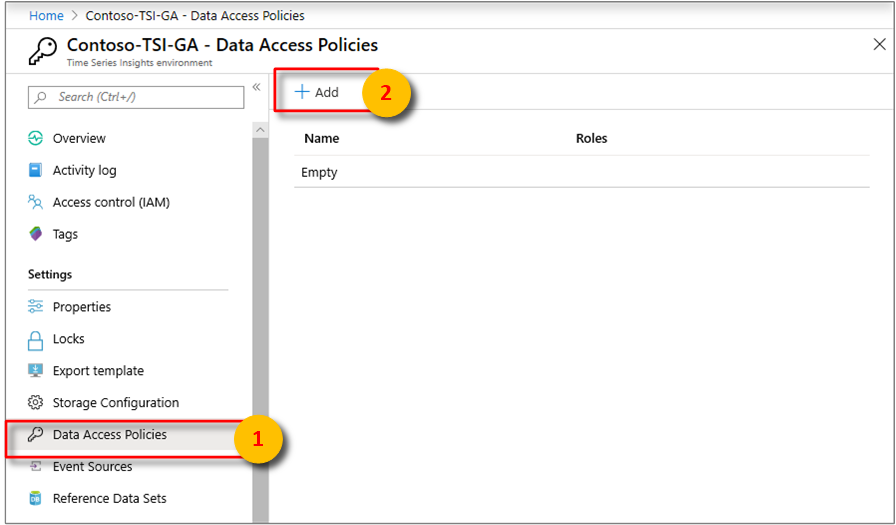 Home > Contoso-TSI-GA - Data Access Policies
Contoso-TSI-GA - Data Access Policies
Time Series Insights environment
Search (Ctrl+/)
«
Overview
Activity log
Access control (IAM)
Tags
Settings
Properties
Locks
Export template
Storage Configuration
Data Access Policies
1
Event Sources
Reference Data Sets
+ Add
2
Name Roles
Empty